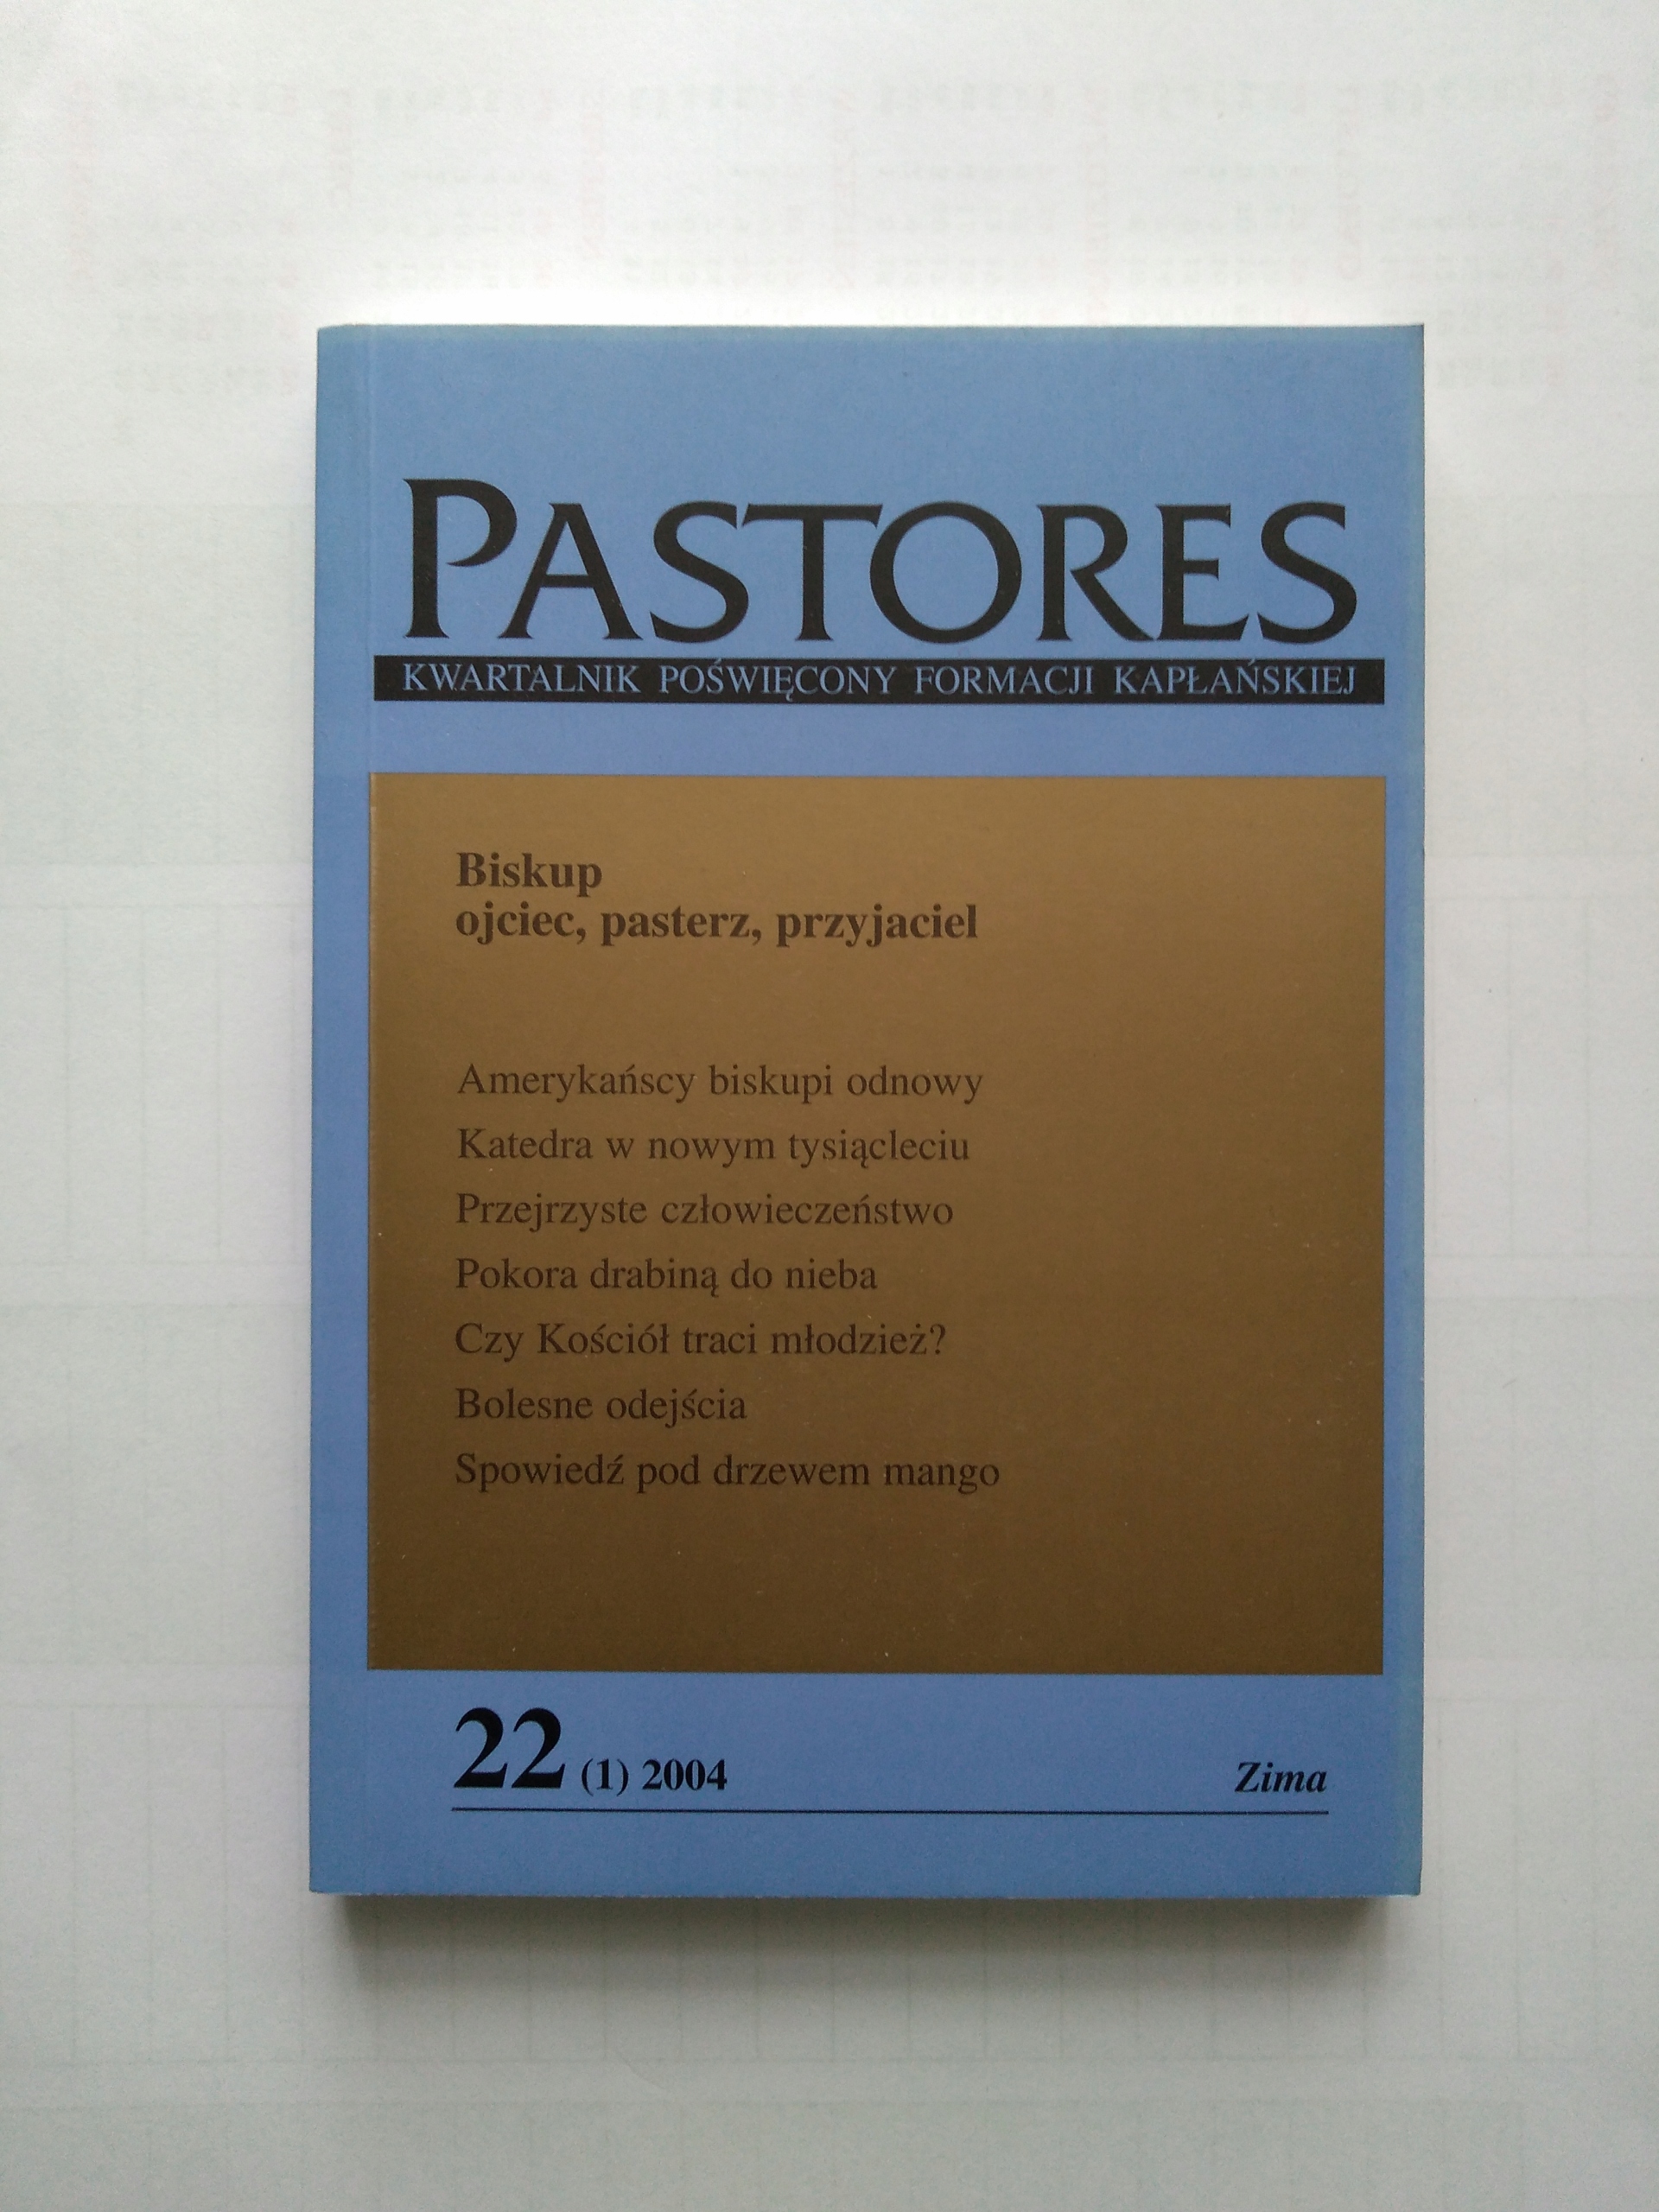 PASTORES
KWARTALNIK POŚWIĘCONY FORMACJI KAPŁAŃSKIEJ
Biskup
ojciec, pasterz, przyjaciel
Amerykańscy biskupi odnowy
Katedra w nowym tysiącleciu
Przejrzyste człowieczeństwo
Pokora drabiną do nieba
Czy Kościół traci młodzież?
Bolesne odejścia
Spowiedź pod drzewem mango
22 (1) 2004
Zima